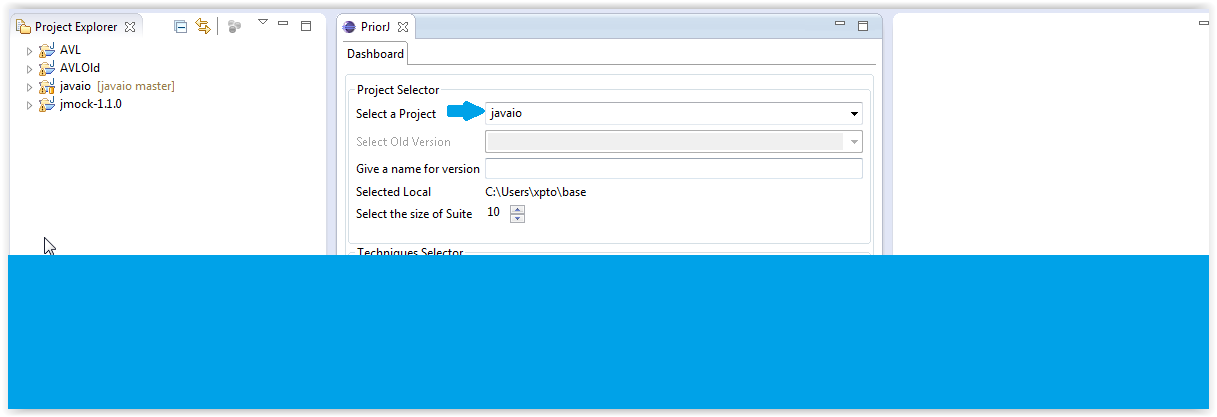 Project Explorer
AVL
AVLOld
javaio [javaio master]
jmock-1.1.0
PriorJ
Dashboard
Project Selector
Select a Project javaio
Select Old Version
Give a name for version
Selected Local C:\Users\xpto\base
Select the size of Suite 10
Techniques Selector